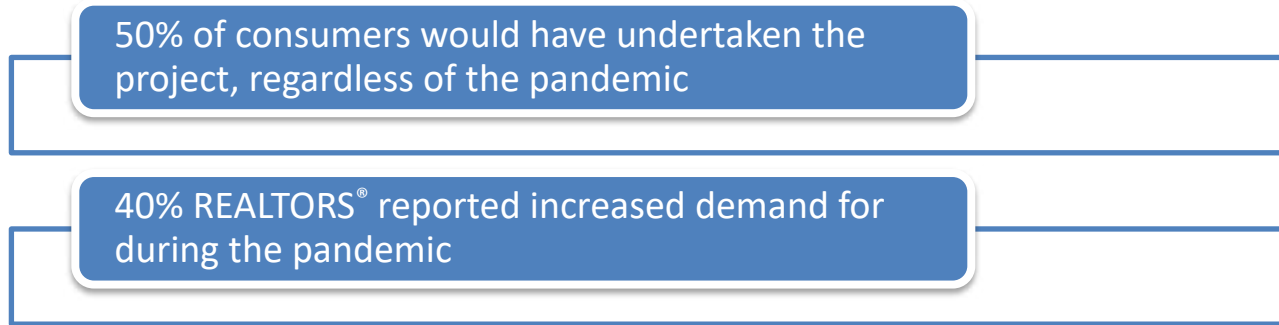 50% of consumers would have undertaken the
project, regardless of the pandemic
40% REALTORS® reported increased demand for
during the pandemic